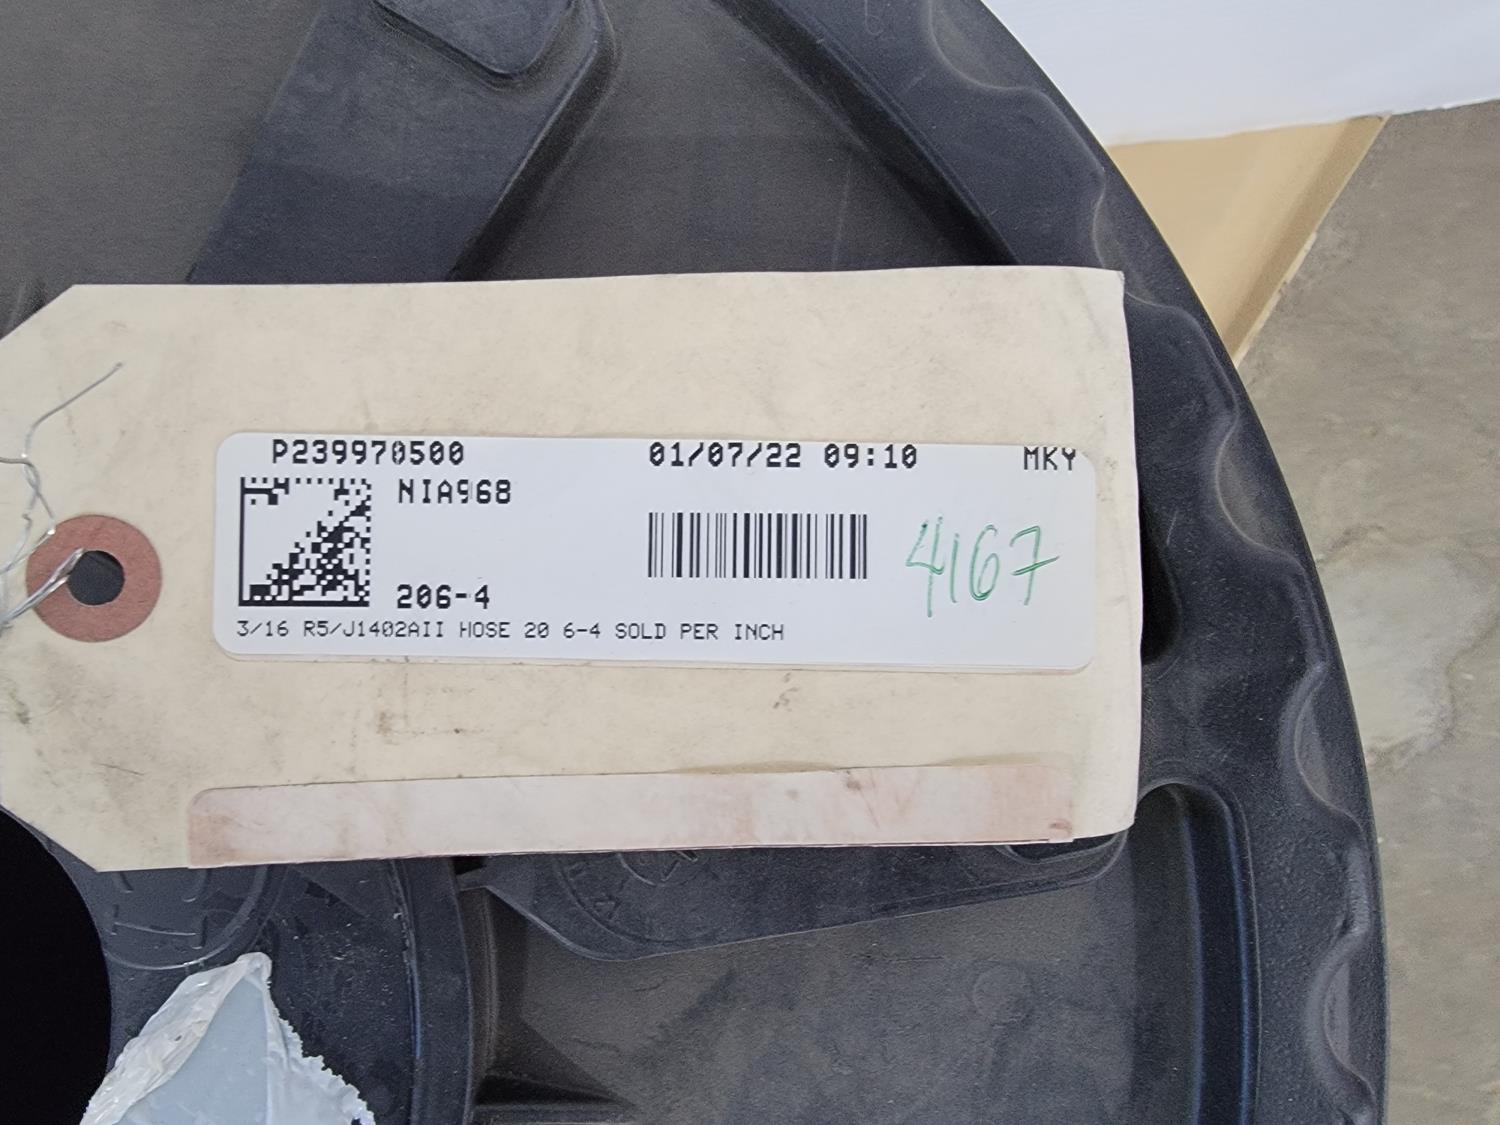 P239970500 01/07/22 09:10 MKY
NIA968
4167
206-4
3/16 R5/J1402AII HOSE 20 6-4 SOLD PER INCH